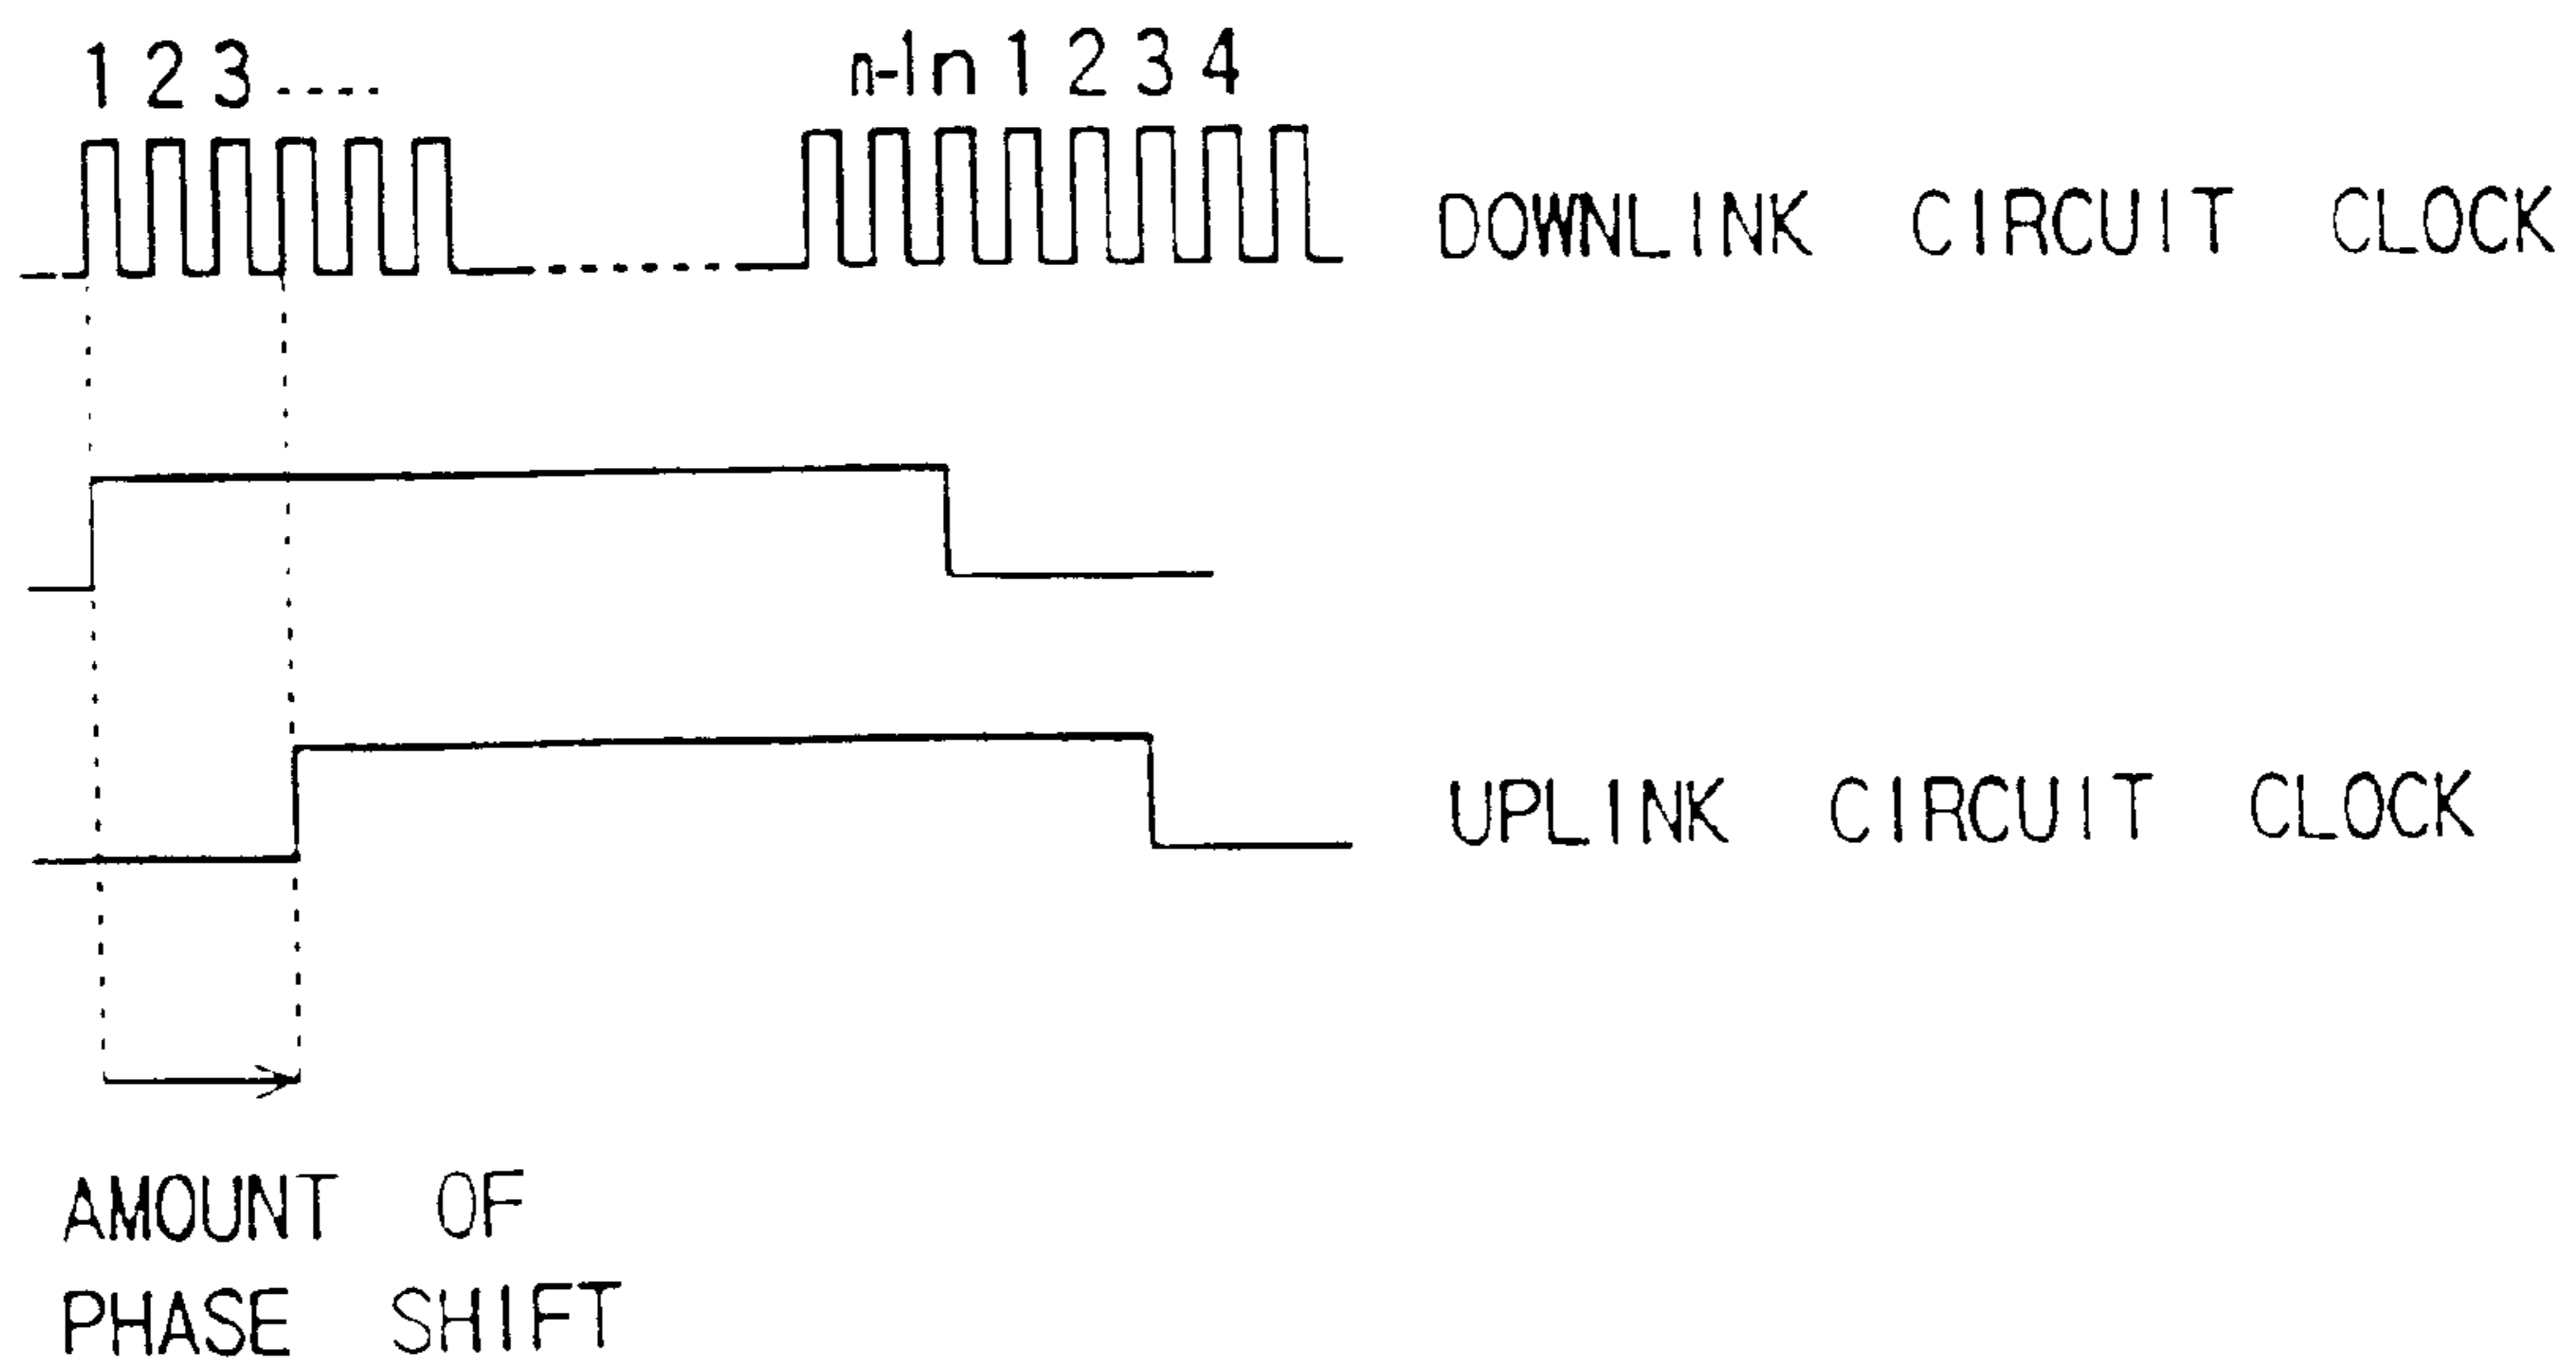 1 2 3 ----
n-1 n 1 2 3 4
DOWNLINK CIRCUIT CLOCK
UPLINK CIRCUIT CLOCK
AMOUNT OF
PHASE SHIFT